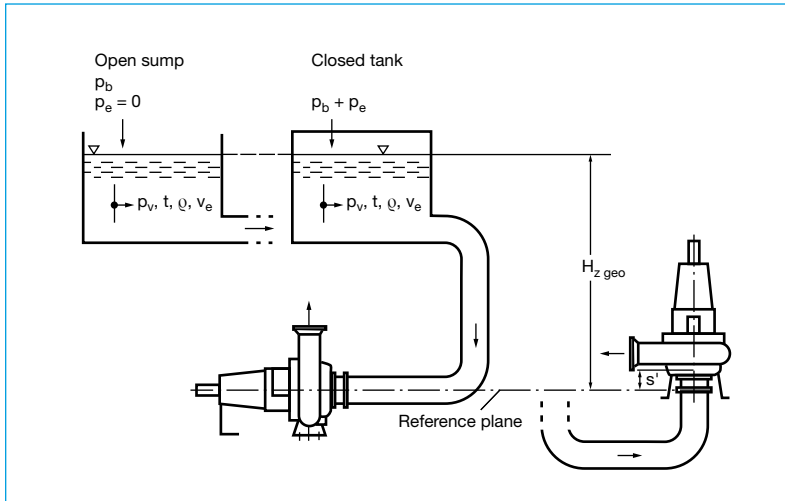 Open sump
p_b
p_e = 0
Closed tank
p_b + p_e
p_v, t, ϱ, v_e
p_v, t, ϱ, v_e
H_z geo
s'
Reference plane